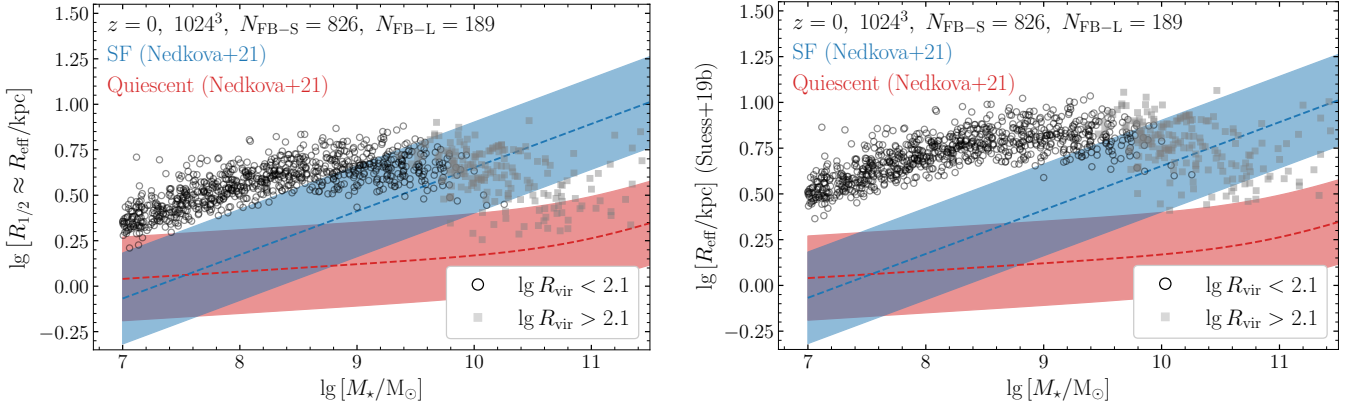 z = 0, 1024³, N_FB−S = 826, N_FB−L = 189
SF (Nedkova+21)
Quiescent (Nedkova+21)
lg [R_1/2 ≈ R_eff/kpc]
1.50
1.25
1.00
0.75
0.50
0.25
0.00
−0.25
lg R_vir < 2.1
lg R_vir > 2.1
7 8 9 10 11
lg [M_⋆/M_⊙]
z = 0, 1024³, N_FB−S = 826, N_FB−L = 189
SF (Nedkova+21)
Quiescent (Nedkova+21)
lg [R_eff/kpc] (Suess+19b)
1.50
1.25
1.00
0.75
0.50
0.25
0.00
−0.25
lg R_vir < 2.1
lg R_vir > 2.1
7 8 9 10 11
lg [M_⋆/M_⊙]